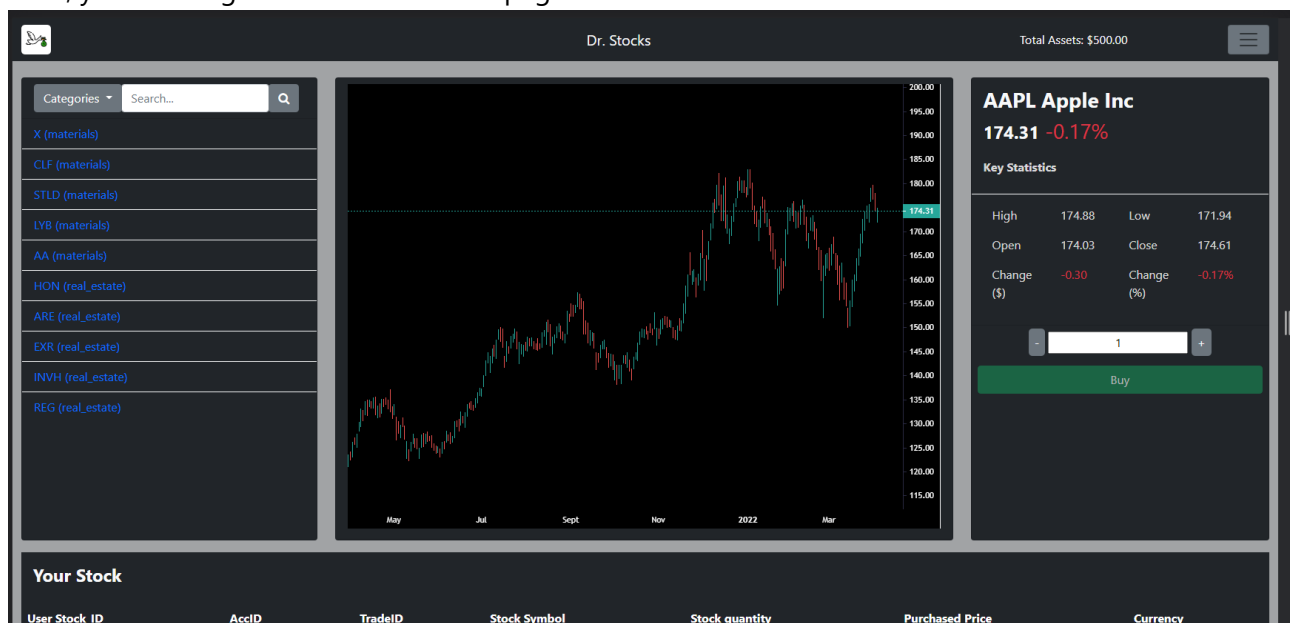 Dr. Stocks
Total Assets: $500.00
Categories
Search...
X (materials)
CLF (materials)
STLD (materials)
LYB (materials)
AA (materials)
HON (real_estate)
ARE (real_estate)
EXR (real_estate)
INVH (real_estate)
REG (real_estate)
200.00
195.00
190.00
185.00
180.00
174.31
170.00
165.00
160.00
155.00
150.00
145.00
140.00
135.00
130.00
125.00
120.00
115.00
May Jul Sept Nov 2022 Mar
AAPL Apple Inc
174.31 -0.17%
Key Statistics
High 174.88 Low 171.94
Open 174.03 Close 174.61
Change ($) -0.30 Change (%) -0.17%
- 1 +
Buy
Your Stock
User Stock ID AccID TradeID Stock Symbol Stock quantity Purchased Price Currency